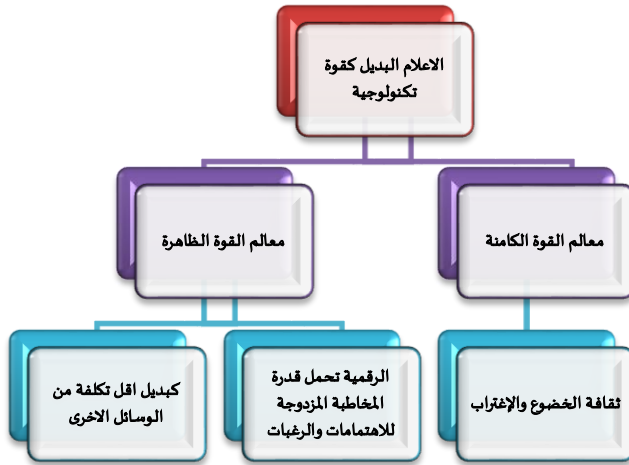 الاعلام البديل كقوة
تكنولوجية
معالم القوة الكامنة
معالم القوة الظاهرة
ثقافة الخضوع والإغتراب
الرقمية تحمل قدرة
المخاطبة المزدوجة
للاهتمامات والرغبات
كبديل اقل تكلفة من
الوسائل الاخرى